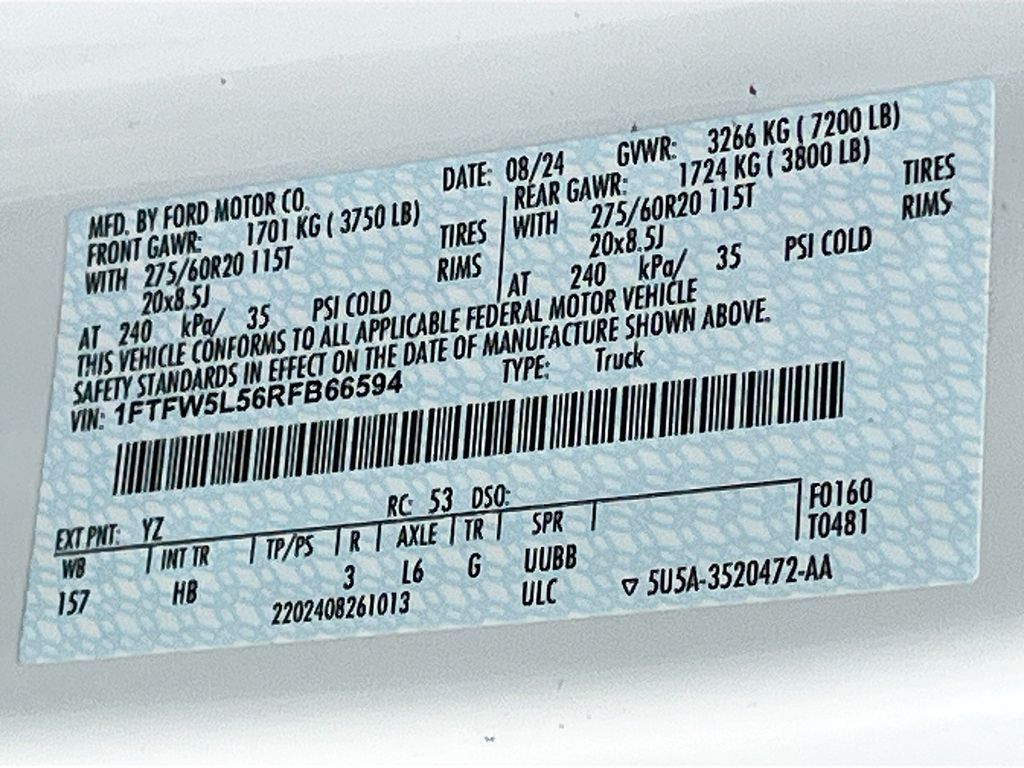 MFD. BY FORD MOTOR CO. DATE: 08/24 GVWR: 3266 KG ( 7200 LB)
FRONT GAWR: 1701 KG ( 3750 LB) REAR GAWR: 1724 KG ( 3800 LB)
WITH 275/60R20 115T TIRES WITH 275/60R20 115T TIRES
20x8.5J RIMS 20x8.5J RIMS
AT 240 kPa/ 35 PSI COLD AT 240 kPa/ 35 PSI COLD
THIS VEHICLE CONFORMS TO ALL APPLICABLE FEDERAL MOTOR VEHICLE
SAFETY STANDARDS IN EFFECT ON THE DATE OF MANUFACTURE SHOWN ABOVE.
VIN: 1FTFW5L56RFB66594 TYPE: Truck
EXT PNT: YZ RC: 53 DSO: F0160
WB INT TR TP/PS R AXLE TR SPR T0481
157 HB 3 L6 G UUBB
2202408261013 ULC ▽ 5U5A-3520472-AA